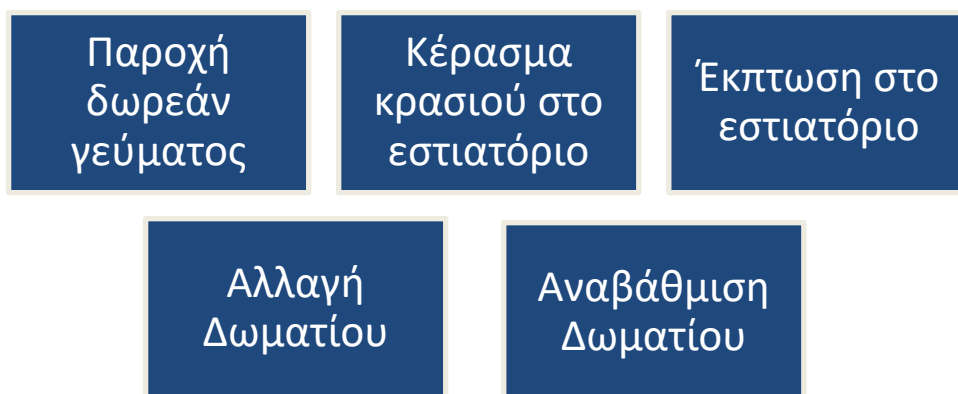 Παροχή
δωρεάν
γεύματος
Κέρασμα
κρασιού στο
εστιατόριο
Έκπτωση στο
εστιατόριο
Αλλαγή
Δωματίου
Αναβάθμιση
Δωματίου